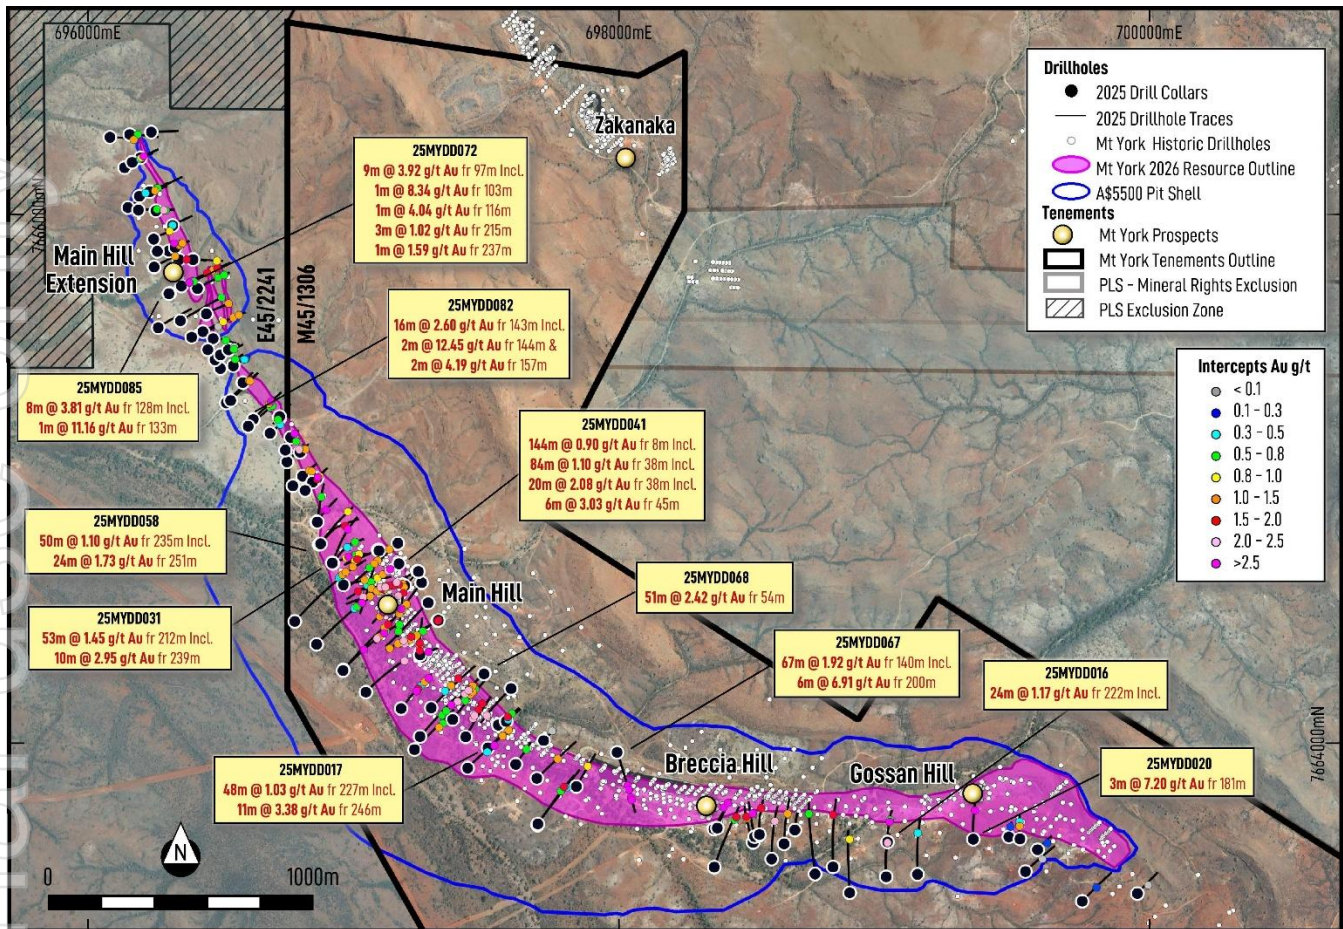 696000mE
698000mE
700000mE
7666000mN
7664000mN
Drillholes
2025 Drill Collars
2025 Drillhole Traces
Mt York Historic Drillholes
Mt York 2026 Resource Outline
A$5500 Pit Shell
Tenements
Mt York Prospects
Mt York Tenements Outline
PLS - Mineral Rights Exclusion
PLS Exclusion Zone
Intercepts Au g/t
< 0.1
0.1 - 0.3
0.3 - 0.5
0.5 - 0.8
0.8 - 1.0
1.0 - 1.5
1.5 - 2.0
2.0 - 2.5
>2.5
Zakanaka
25MYDD072
9m @ 3.92 g/t Au fr 97m Incl.
1m @ 8.34 g/t Au fr 103m
1m @ 4.04 g/t Au fr 116m
3m @ 1.02 g/t Au fr 215m
1m @ 1.59 g/t Au fr 237m
Main Hill
Extension
E45/2241
M45/1306
25MYDD082
16m @ 2.60 g/t Au fr 143m Incl.
2m @ 12.45 g/t Au fr 144m &
2m @ 4.19 g/t Au fr 157m
25MYDD085
8m @ 3.81 g/t Au fr 128m Incl.
1m @ 11.16 g/t Au fr 133m
25MYDD041
144m @ 0.90 g/t Au fr 8m Incl.
84m @ 1.10 g/t Au fr 38m Incl.
20m @ 2.08 g/t Au fr 38m Incl.
6m @ 3.03 g/t Au fr 45m
25MYDD058
50m @ 1.10 g/t Au fr 235m Incl.
24m @ 1.73 g/t Au fr 251m
Main Hill
25MYDD068
51m @ 2.42 g/t Au fr 54m
25MYDD031
53m @ 1.45 g/t Au fr 212m Incl.
10m @ 2.95 g/t Au fr 239m
25MYDD067
67m @ 1.92 g/t Au fr 140m Incl.
6m @ 6.91 g/t Au fr 200m
25MYDD016
24m @ 1.17 g/t Au fr 222m Incl.
Breccia Hill
Gossan Hill
25MYDD020
3m @ 7.20 g/t Au fr 181m
25MYDD017
48m @ 1.03 g/t Au fr 227m Incl.
11m @ 3.38 g/t Au fr 246m
N
0
1000m